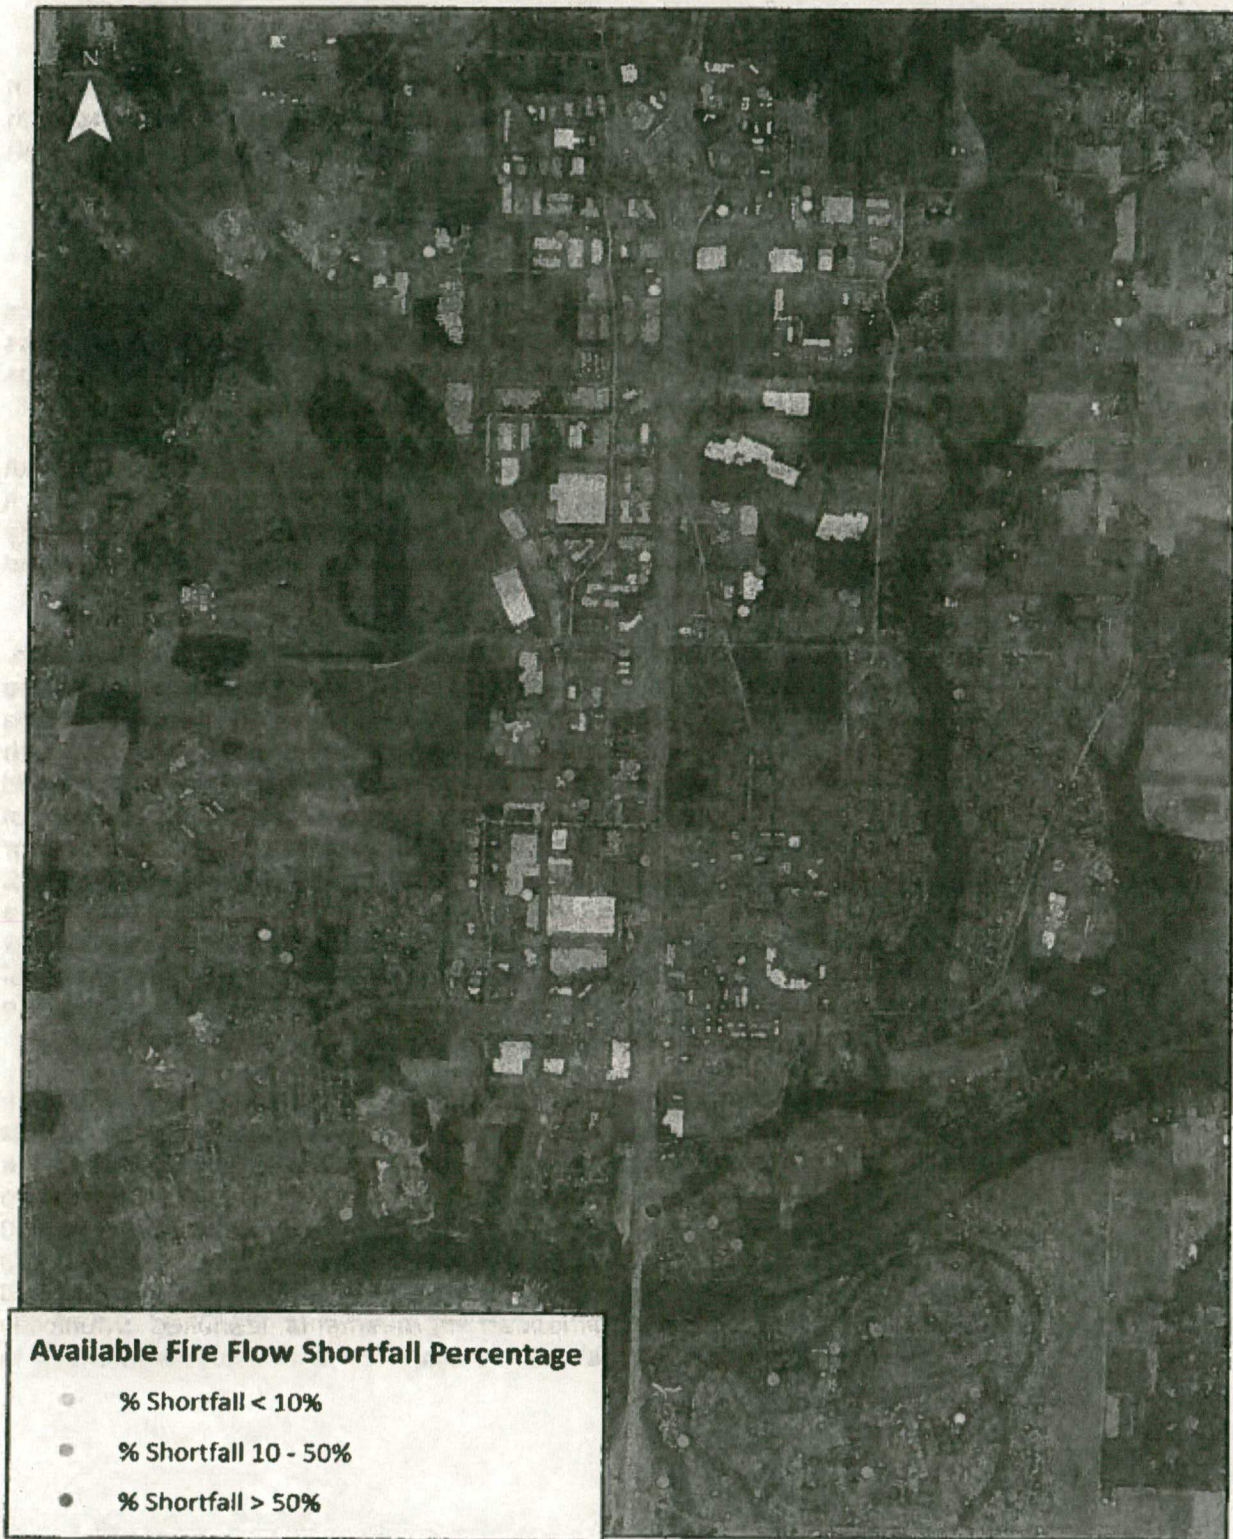 N
Available Fire Flow Shortfall Percentage
% Shortfall < 10%
% Shortfall 10 - 50%
% Shortfall > 50%